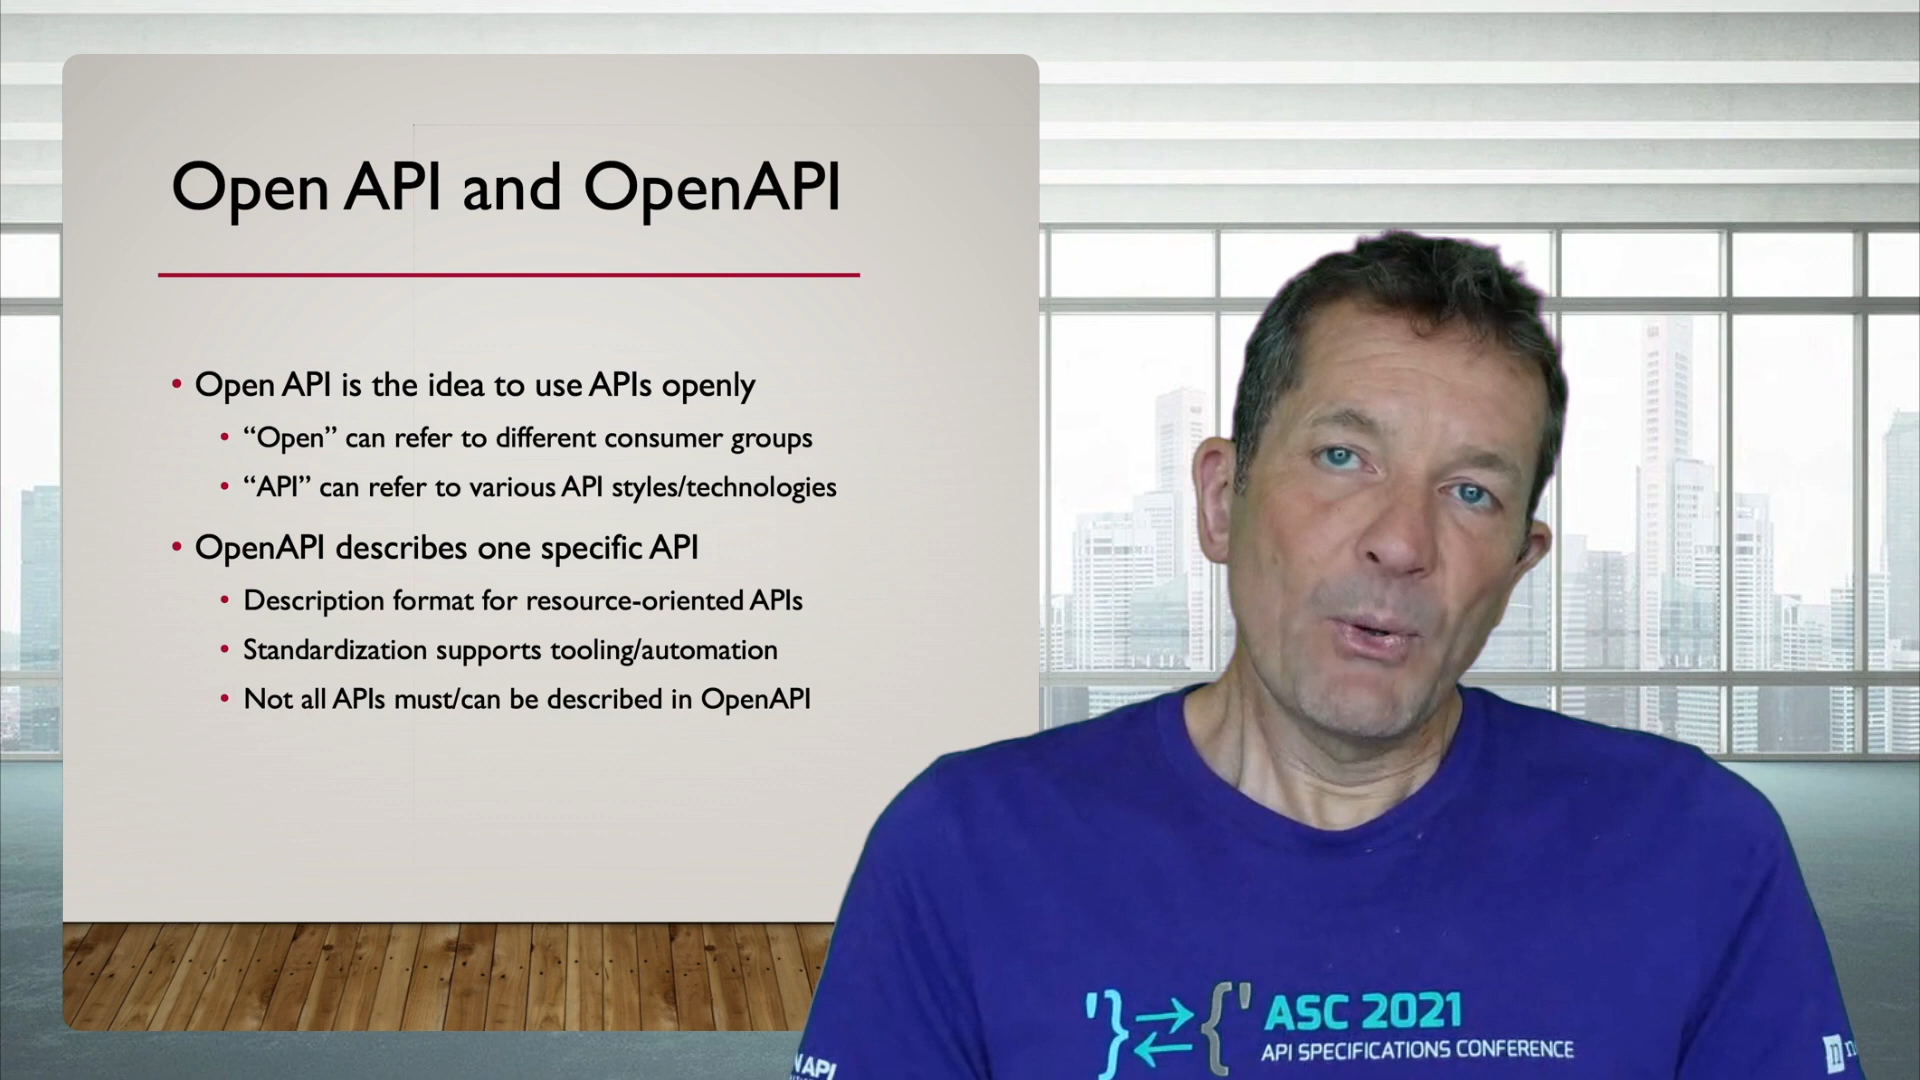 Open API and OpenAPI
• Open API is the idea to use APIs openly
• “Open” can refer to different consumer groups
• “API” can refer to various API styles/technologies
• OpenAPI describes one specific API
• Description format for resource-oriented APIs
• Standardization supports tooling/automation
• Not all APIs must/can be described in OpenAPI
'}⇄{' ASC 2021
API SPECIFICATIONS CONFERENCE
N API